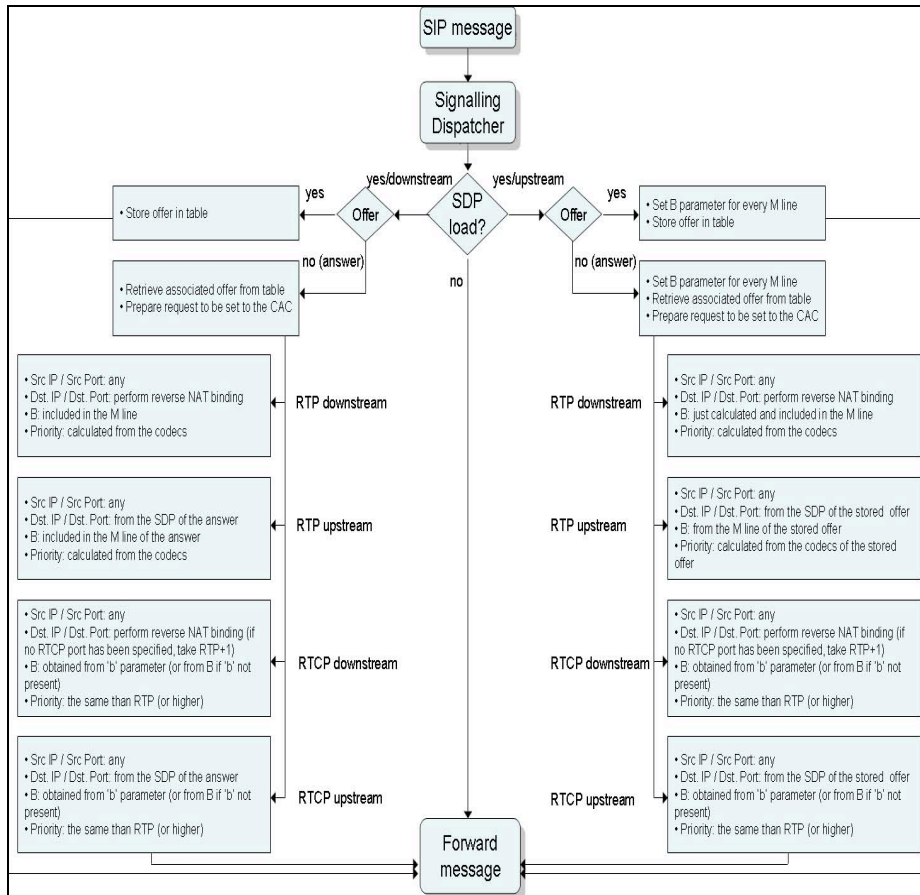 SIP message
Signalling
Dispatcher
yes/downstream
yes/upstream
SDP
load?
yes
Offer
• Store offer in table
no (answer)
• Retrieve associated offer from table
• Prepare request to be set to the CAC
Offer
yes
• Set B parameter for every M line
• Store offer in table
no (answer)
• Set B parameter for every M line
• Retrieve associated offer from table
• Prepare request to be set to the CAC
no
• Src IP / Src Port: any
• Dst. IP / Dst. Port: perform reverse NAT binding
• B: included in the M line
• Priority: calculated from the codecs
RTP downstream
RTP downstream
• Src IP / Src Port: any
• Dst. IP / Dst. Port: perform reverse NAT binding
• B: just calculated and included in the M line
• Priority: calculated from the codecs
• Src IP / Src Port: any
• Dst. IP / Dst. Port: from the SDP of the answer
• B: included in the M line of the answer
• Priority: calculated from the codecs
RTP upstream
RTP upstream
• Src IP / Src Port: any
• Dst. IP / Dst. Port: from the SDP of the stored offer
• B: from the M line of the stored offer
• Priority: calculated from the codecs of the stored
offer
• Src IP / Src Port: any
• Dst. IP / Dst. Port: perform reverse NAT binding (if
no RTCP port has been specified, take RTP+1)
• B: obtained from 'b' parameter (or from B if 'b' not
present)
• Priority: the same than RTP (or higher)
RTCP downstream
RTCP downstream
• Src IP / Src Port: any
• Dst. IP / Dst. Port: perform reverse NAT binding (if
no RTCP port has been specified, take RTP+1)
• B: obtained from 'b' parameter (or from B if 'b' not
present)
• Priority: the same than RTP (or higher)
• Src IP / Src Port: any
• Dst. IP / Dst. Port: from the SDP of the answer
• B: obtained from 'b' parameter (or from B if 'b' not
present)
• Priority: the same than RTP (or higher)
RTCP upstream
RTCP upstream
• Src IP / Src Port: any
• Dst. IP / Dst. Port: from the SDP of the stored offer
• B: obtained from 'b' parameter (or from B if 'b' not
present)
• Priority: the same than RTP (or higher)
Forward
message